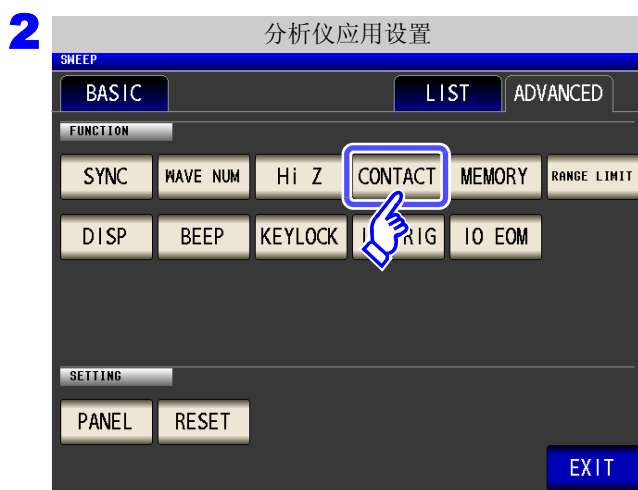 2
分析仪应用设置
SWEEP
BASIC LIST ADVANCED
FUNCTION
SYNC WAVE NUM Hi Z CONTACT MEMORY RANGE LIMIT
DISP BEEP KEYLOCK IO EOM
SETTING
PANEL RESET
EXIT